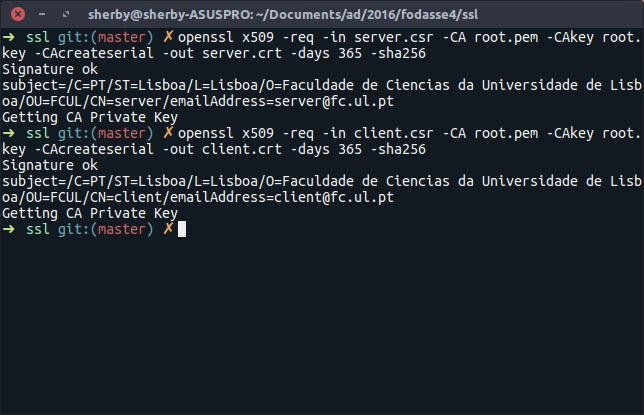 sherby@sherby-ASUSPRO: ~/Documents/ad/2016/fodasse4/ssl
➜ ssl git:(master) ✗ openssl x509 -req -in server.csr -CA root.pem -CAkey root.
key -CAcreateserial -out server.crt -days 365 -sha256
Signature ok
subject=/C=PT/ST=Lisboa/L=Lisboa/O=Faculdade de Ciencias da Universidade de Lisb
oa/OU=FCUL/CN=server/emailAddress=server@fc.ul.pt
Getting CA Private Key
➜ ssl git:(master) ✗ openssl x509 -req -in client.csr -CA root.pem -CAkey root.
key -CAcreateserial -out client.crt -days 365 -sha256
Signature ok
subject=/C=PT/ST=Lisboa/L=Lisboa/O=Faculdade de Ciencias da Universidade de Lisb
oa/OU=FCUL/CN=client/emailAddress=client@fc.ul.pt
Getting CA Private Key
➜ ssl git:(master) ✗